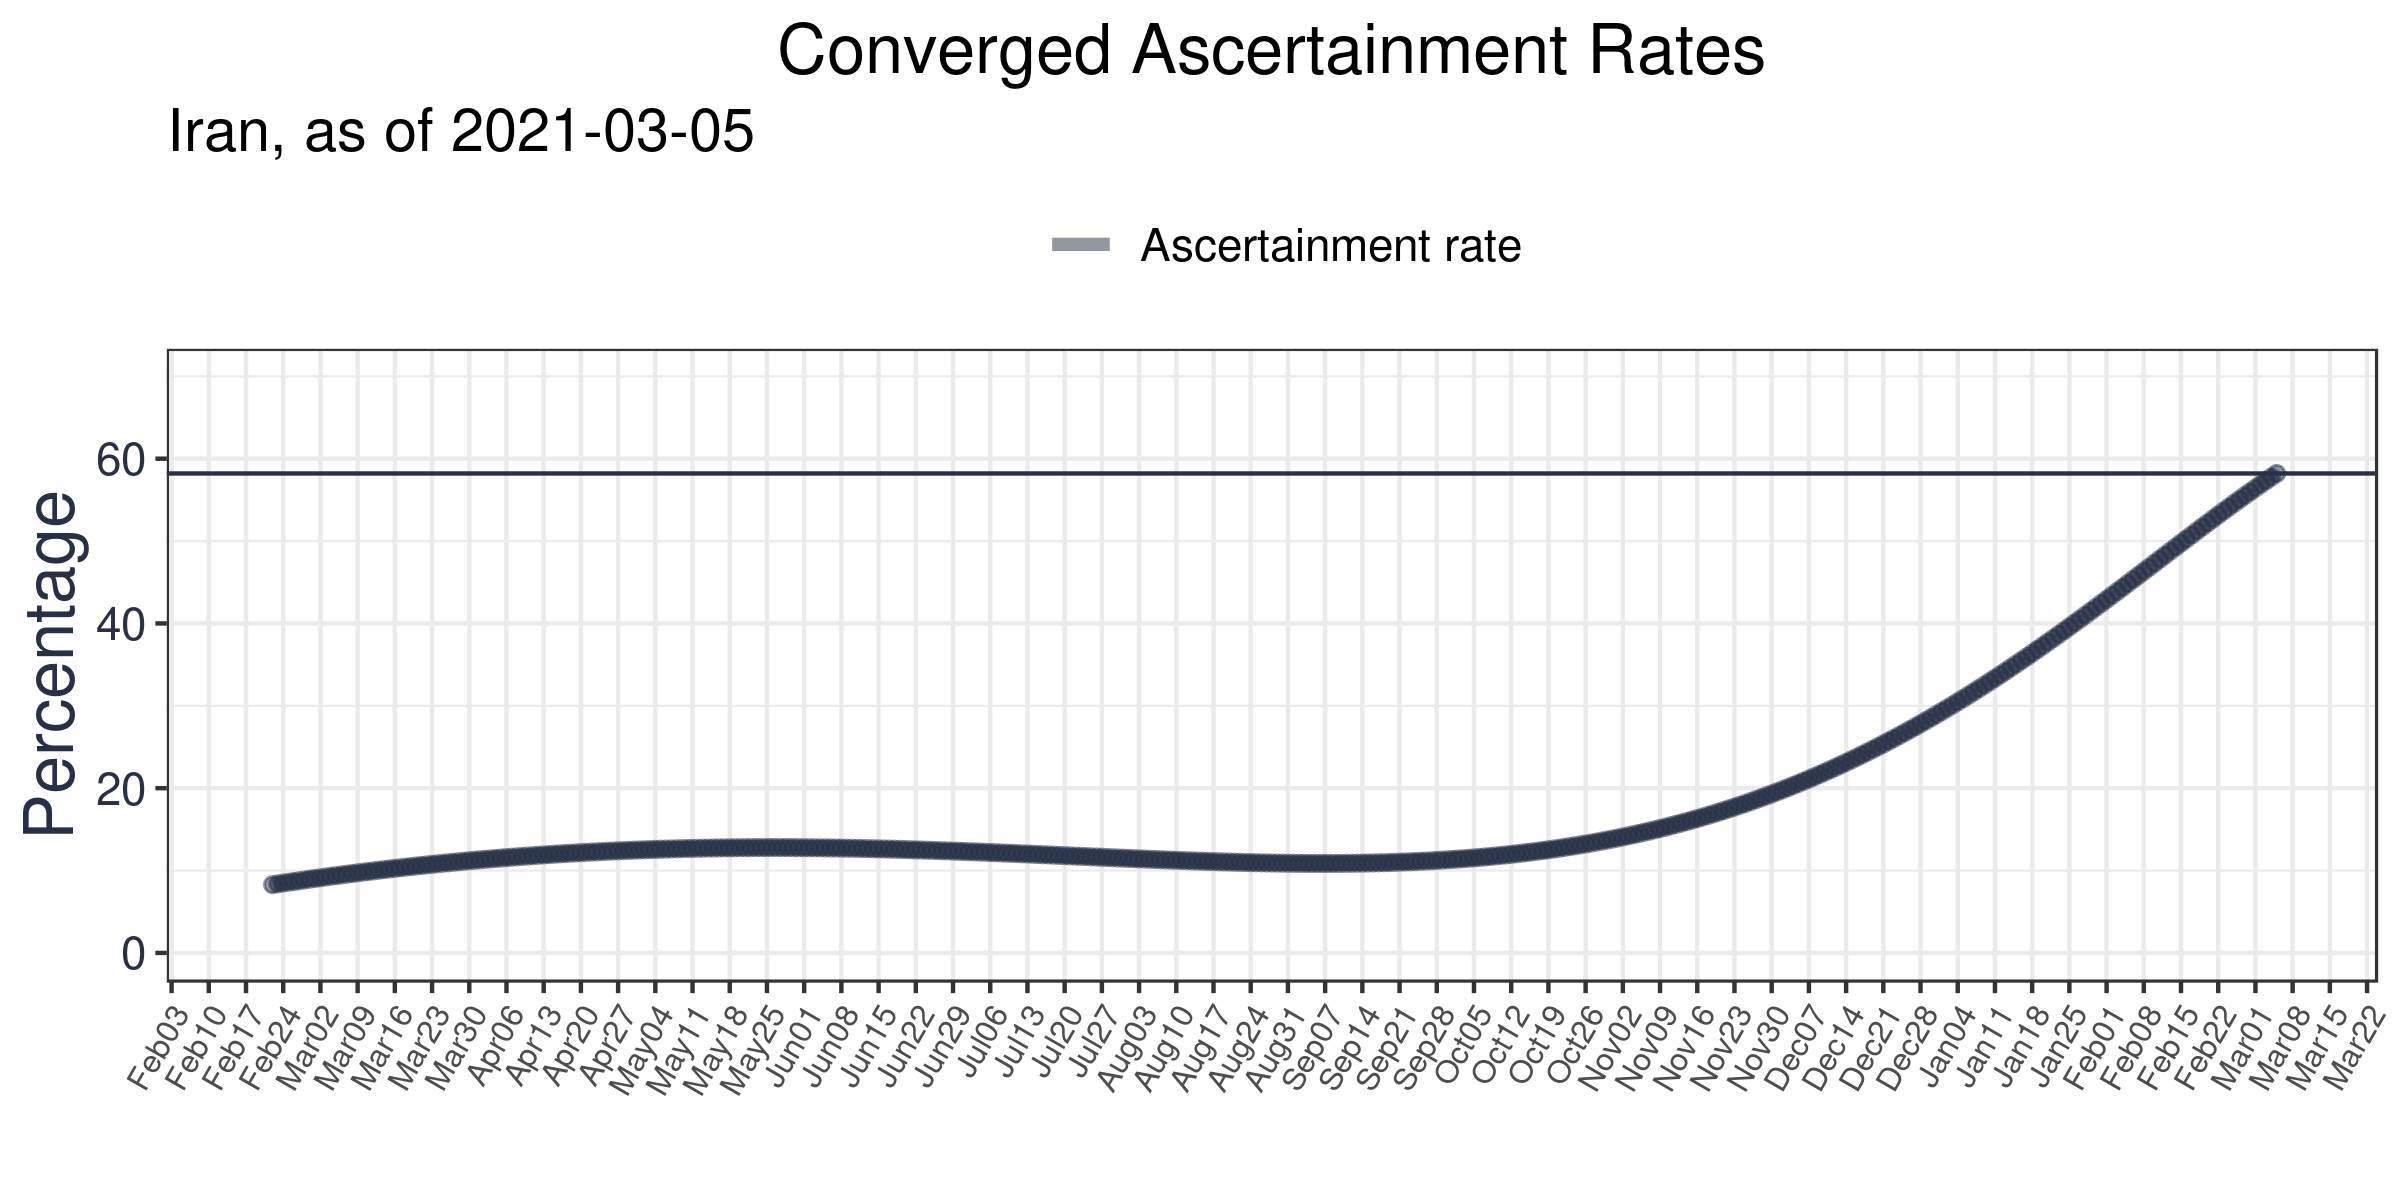 Converged Ascertainment Rates
Iran, as of 2021-03-05
Ascertainment rate
Percentage
60
40
20
0
Feb03
Feb10
Feb17
Feb24
Mar02
Mar09
Mar16
Mar23
Mar30
Apr06
Apr13
Apr20
Apr27
May04
May11
May18
May25
Jun01
Jun08
Jun15
Jun22
Jun29
Jul06
Jul13
Jul20
Jul27
Aug03
Aug10
Aug17
Aug24
Aug31
Sep07
Sep14
Sep21
Sep28
Oct05
Oct12
Oct19
Oct26
Nov02
Nov09
Nov16
Nov23
Nov30
Dec07
Dec14
Dec21
Dec28
Jan04
Jan11
Jan18
Jan25
Feb01
Feb08
Feb15
Feb22
Mar01
Mar08
Mar15
Mar22